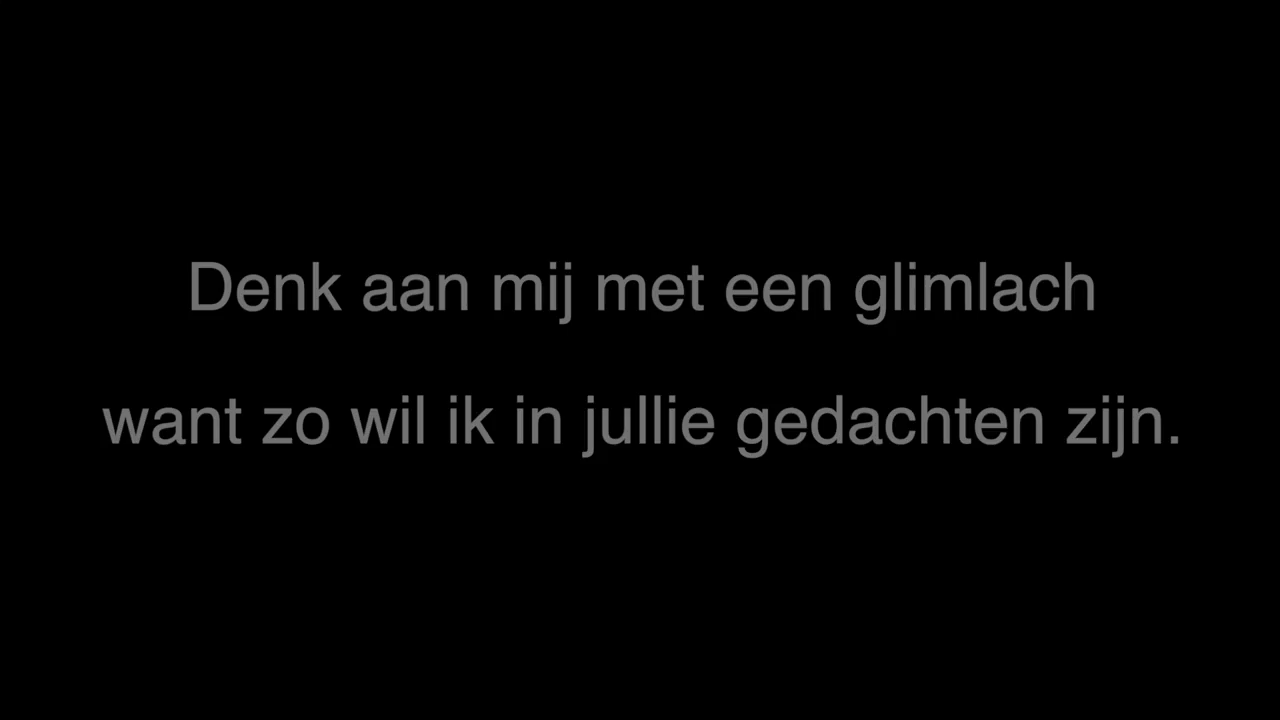 Denk aan mij met een glimlach
want zo wil ik in jullie gedachten zijn.